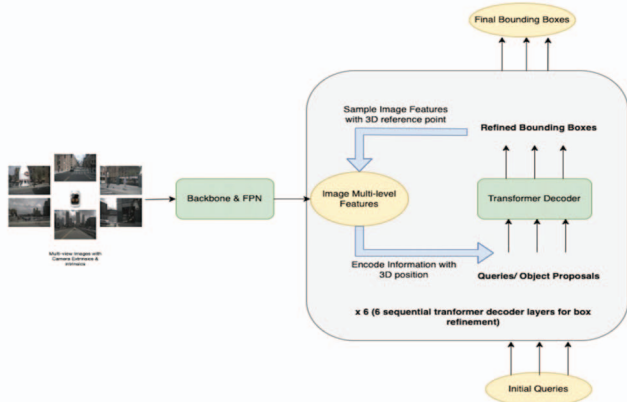 Final Bounding Boxes
Sample Image Features
with 3D reference point
Refined Bounding Boxes
Backbone & FPN
Image Multi-level
Features
Transformer Decoder
Multi-view Images with
Camera Extrinsics &
Encode Information with
3D position
Queries/ Object Proposals
x 6 (6 sequential tranformer decoder layers for box
refinement)
Initial Queries